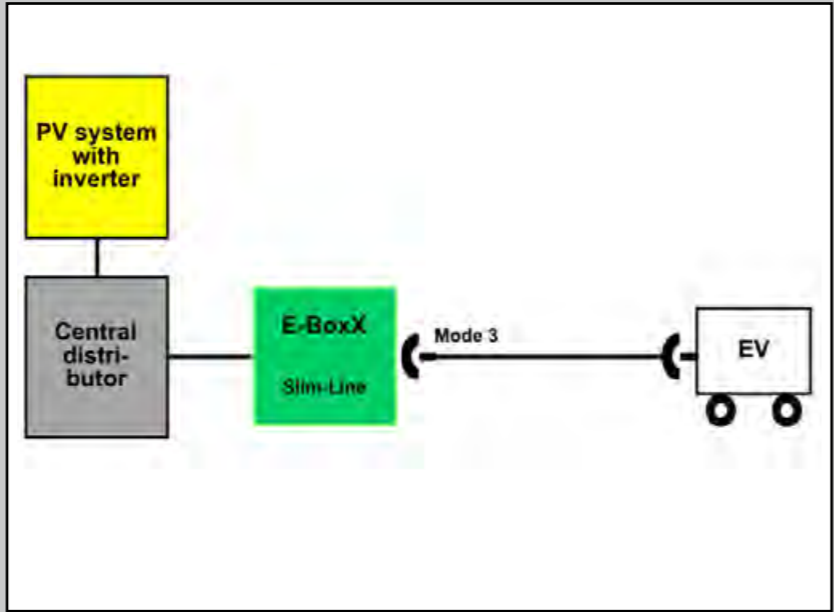 PV system
with
inverter
Central
distri-
butor
E-BoxX
Slim-Line
Mode 3
EV